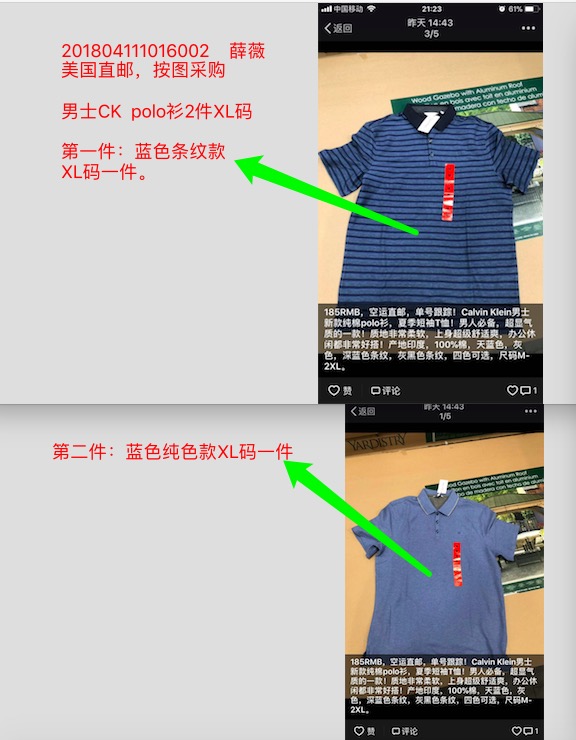 201804111016002 薛薇
美国直邮，按图采购
男士CK polo衫2件XL码
第一件：蓝色条纹款
XL码一件。
中国移动
21:23
61%
返回
昨天 14:43
3/5
Wood Gazebo with Aluminum Roof
en bois avec toit en aluminium
185RMB，空运直邮，单号跟踪！Calvin Klein男士
新款纯棉polo衫，夏季短袖T恤！男人必备，超显气
质的一款！质地非常柔软，上身超级舒适爽，办公休
闲都非常好搭！产地印度，100%棉，天蓝色，灰
色，深蓝色条纹，灰黑色条纹，四色可选，尺码M-
2XL。
赞
评论
1
第二件：蓝色纯色款XL码一件
返回
昨天 14:43
1/5
YARDISTRY
Wood Gazebo with Aluminum
en bois avec toit en aluminium
185RMB，空运直邮，单号跟踪！Calvin Klein男士
新款纯棉polo衫，夏季短袖T恤！男人必备，超显气
质的一款！质地非常柔软，上身超级舒适爽，办公休
闲都非常好搭！产地印度，100%棉，天蓝色，灰
色，深蓝色条纹，灰黑色条纹，四色可选，尺码M-
2XL。
赞
评论
1